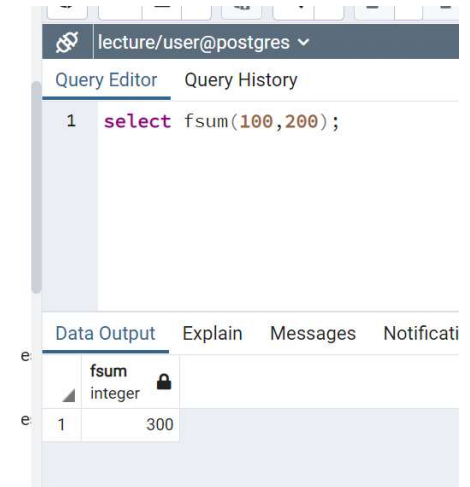 lecture/user@postgres
Query Editor Query History
1 select fsum(100,200);
Data Output Explain Messages Notificati
fsum
integer
1 300
e
e